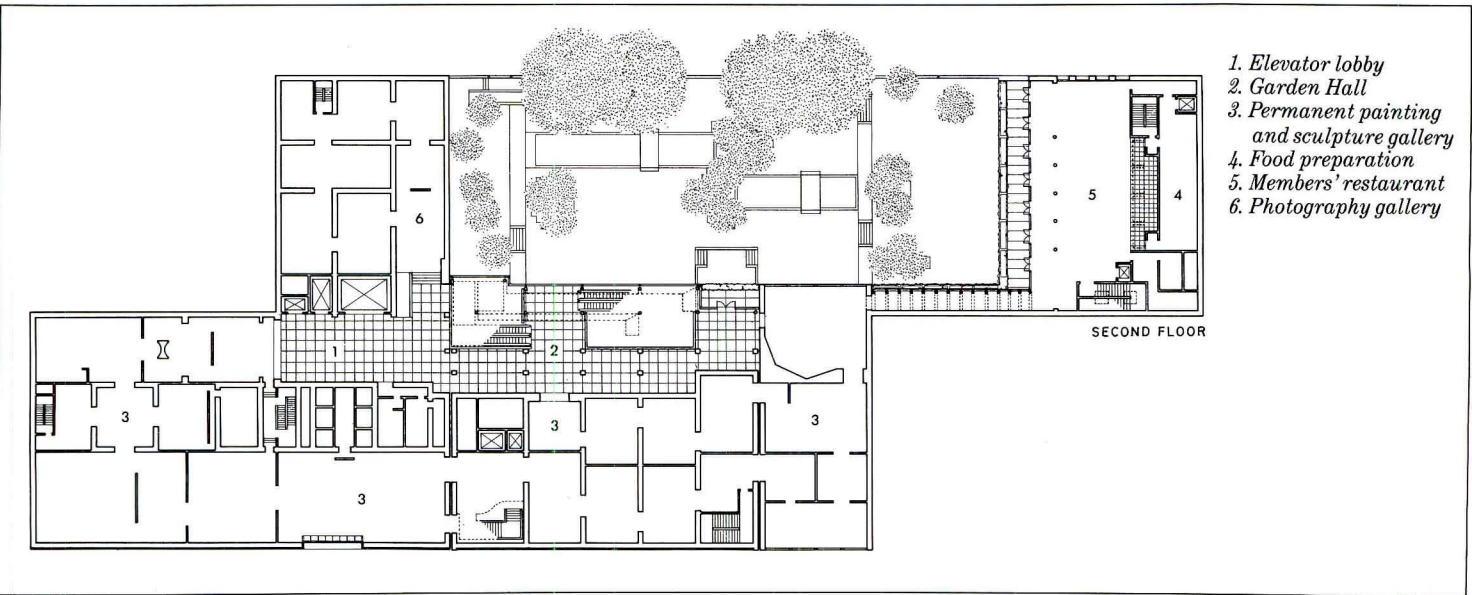 1. Elevator lobby
2. Garden Hall
3. Permanent painting
and sculpture gallery
4. Food preparation
5. Members' restaurant
6. Photography gallery
6
5
4
SECOND FLOOR
1
2
3
3
3
3